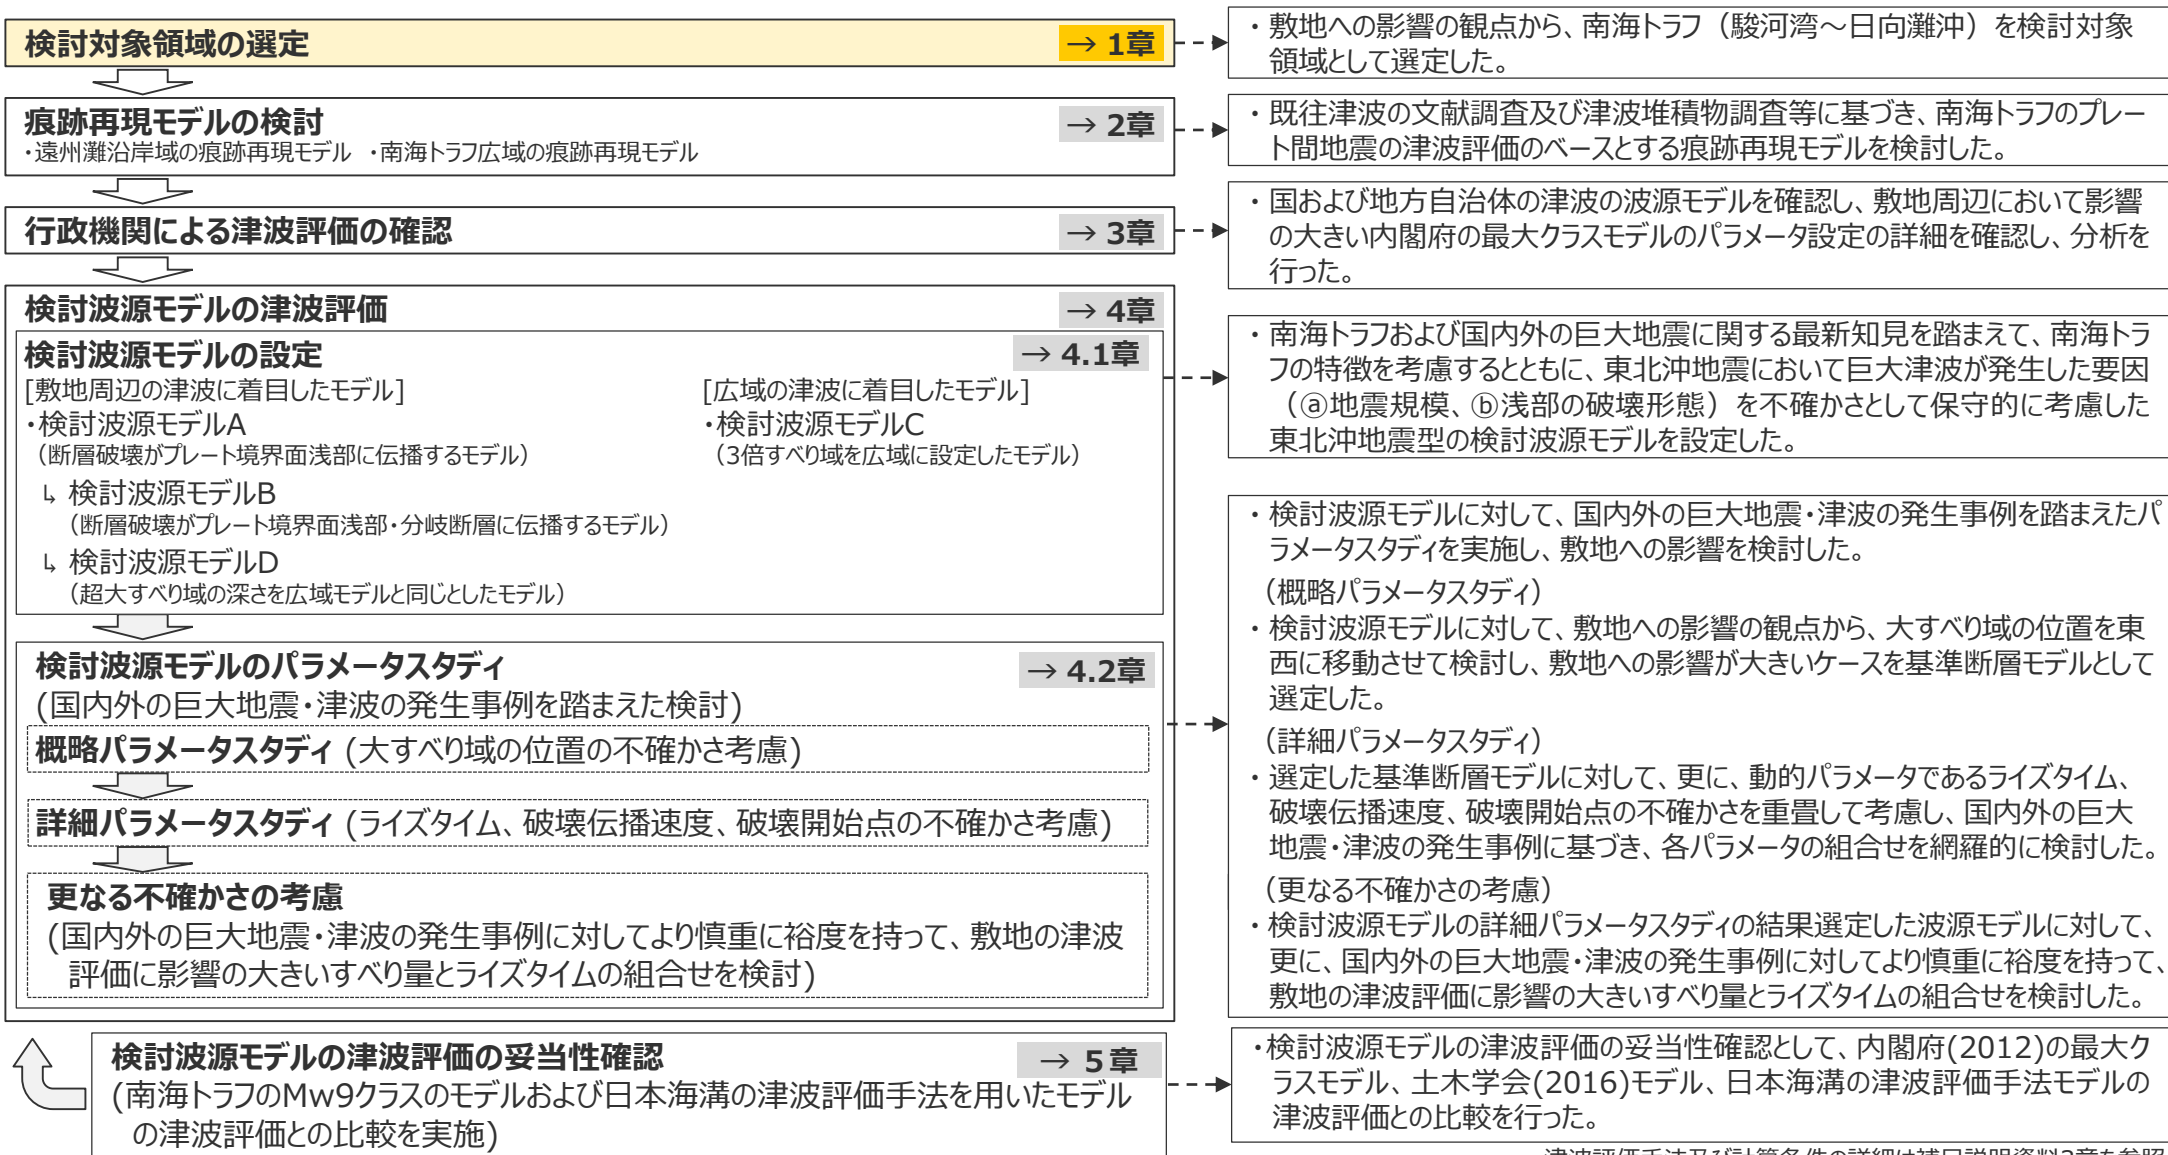 検討対象領域の選定 → 1章
・敷地への影響の観点から、南海トラフ（駿河湾～日向灘沖）を検討対象
領域として選定した。
痕跡再現モデルの検討 → 2章
・遠州灘沿岸域の痕跡再現モデル ・南海トラフ広域の痕跡再現モデル
・既往津波の文献調査及び津波堆積物調査等に基づき、南海トラフのプレー
ト間地震の津波評価のベースとする痕跡再現モデルを検討した。
行政機関による津波評価の確認 → 3章
・国および地方自治体の津波の波源モデルを確認し、敷地周辺において影響
の大きい内閣府の最大クラスモデルのパラメータ設定の詳細を確認し、分析を
行った。
検討波源モデルの津波評価 → 4章
検討波源モデルの設定 → 4.1章
[敷地周辺の津波に着目したモデル] [広域の津波に着目したモデル]
・検討波源モデルA ・検討波源モデルC
（断層破壊がプレート境界面浅部に伝播するモデル） （3倍すべり域を広域に設定したモデル）
↳ 検討波源モデルB
（断層破壊がプレート境界面浅部・分岐断層に伝播するモデル）
↳ 検討波源モデルD
（超大すべり域の深さを広域モデルと同じとしたモデル）
・南海トラフおよび国内外の巨大地震に関する最新知見を踏まえて、南海トラ
フの特徴を考慮するとともに、東北沖地震において巨大津波が発生した要因
（ⓐ地震規模、ⓑ浅部の破壊形態）を不確かさとして保守的に考慮した
東北沖地震型の検討波源モデルを設定した。
検討波源モデルのパラメータスタディ → 4.2章
(国内外の巨大地震・津波の発生事例を踏まえた検討)
概略パラメータスタディ (大すべり域の位置の不確かさ考慮)
詳細パラメータスタディ (ライズタイム、破壊伝播速度、破壊開始点の不確かさ考慮)
更なる不確かさの考慮
(国内外の巨大地震・津波の発生事例に対してより慎重に裕度を持って、敷地の津波
評価に影響の大きいすべり量とライズタイムの組合せを検討)
・検討波源モデルに対して、国内外の巨大地震・津波の発生事例を踏まえたパ
ラメータスタディを実施し、敷地への影響を検討した。
（概略パラメータスタディ）
・検討波源モデルに対して、敷地への影響の観点から、大すべり域の位置を東
西に移動させて検討し、敷地への影響が大きいケースを基準断層モデルとして
選定した。
（詳細パラメータスタディ）
・選定した基準断層モデルに対して、更に、動的パラメータであるライズタイム、
破壊伝播速度、破壊開始点の不確かさを重畳して考慮し、国内外の巨大
地震・津波の発生事例に基づき、各パラメータの組合せを網羅的に検討した。
（更なる不確かさの考慮）
・検討波源モデルの詳細パラメータスタディの結果選定した波源モデルに対して、
更に、国内外の巨大地震・津波の発生事例に対してより慎重に裕度を持って、
敷地の津波評価に影響の大きいすべり量とライズタイムの組合せを検討した。
検討波源モデルの津波評価の妥当性確認 → 5章
(南海トラフのMw9クラスのモデルおよび日本海溝の津波評価手法を用いたモデル
の津波評価との比較を実施)
・検討波源モデルの津波評価の妥当性確認として、内閣府(2012)の最大ク
ラスモデル、土木学会(2016)モデル、日本海溝の津波評価手法モデルの
津波評価との比較を行った。